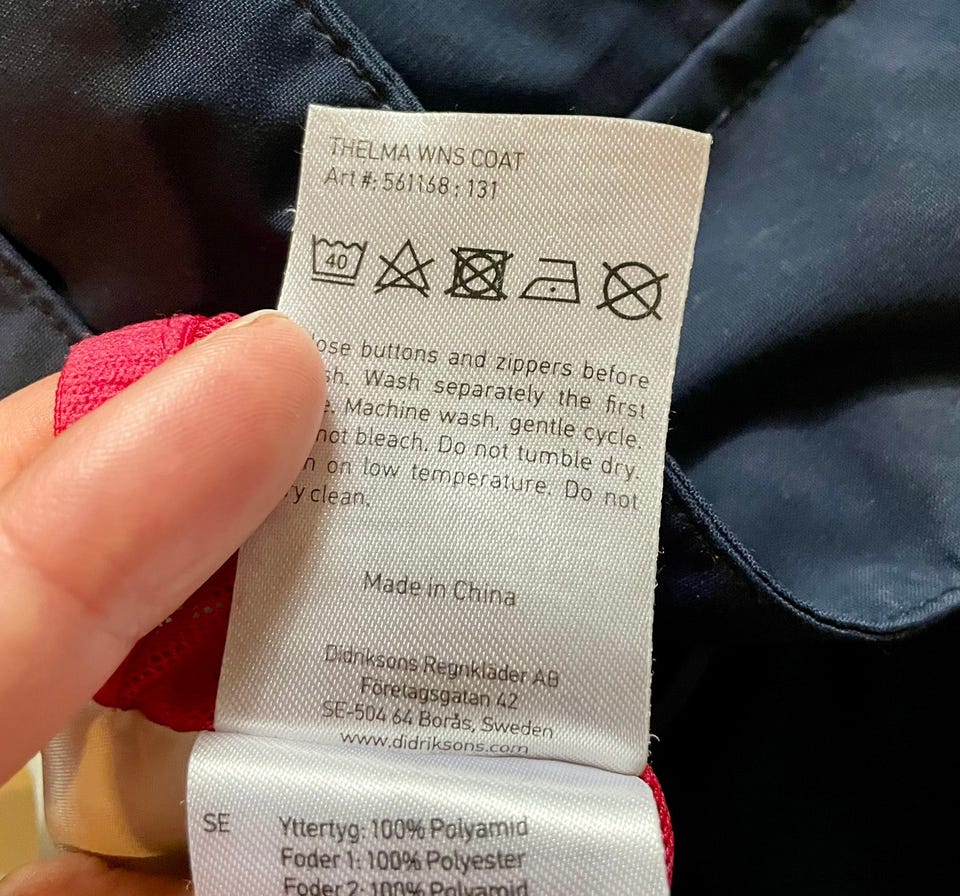 THELMA WNS COAT
Art #: 561168 : 131
40
buttons and zippers before
Wash separately the first
Machine wash, gentle cycle.
not bleach. Do not tumble dry.
on low temperature. Do not
clean.
Made in China
Didriksons Regnkläder AB
Företagsgatan 42
SE-504 64 Borås, Sweden
www.didriksons.com
SE
Yttertyg: 100% Polyamid
Foder 1: 100% Polyester
Foder 2: 100% Polyamid